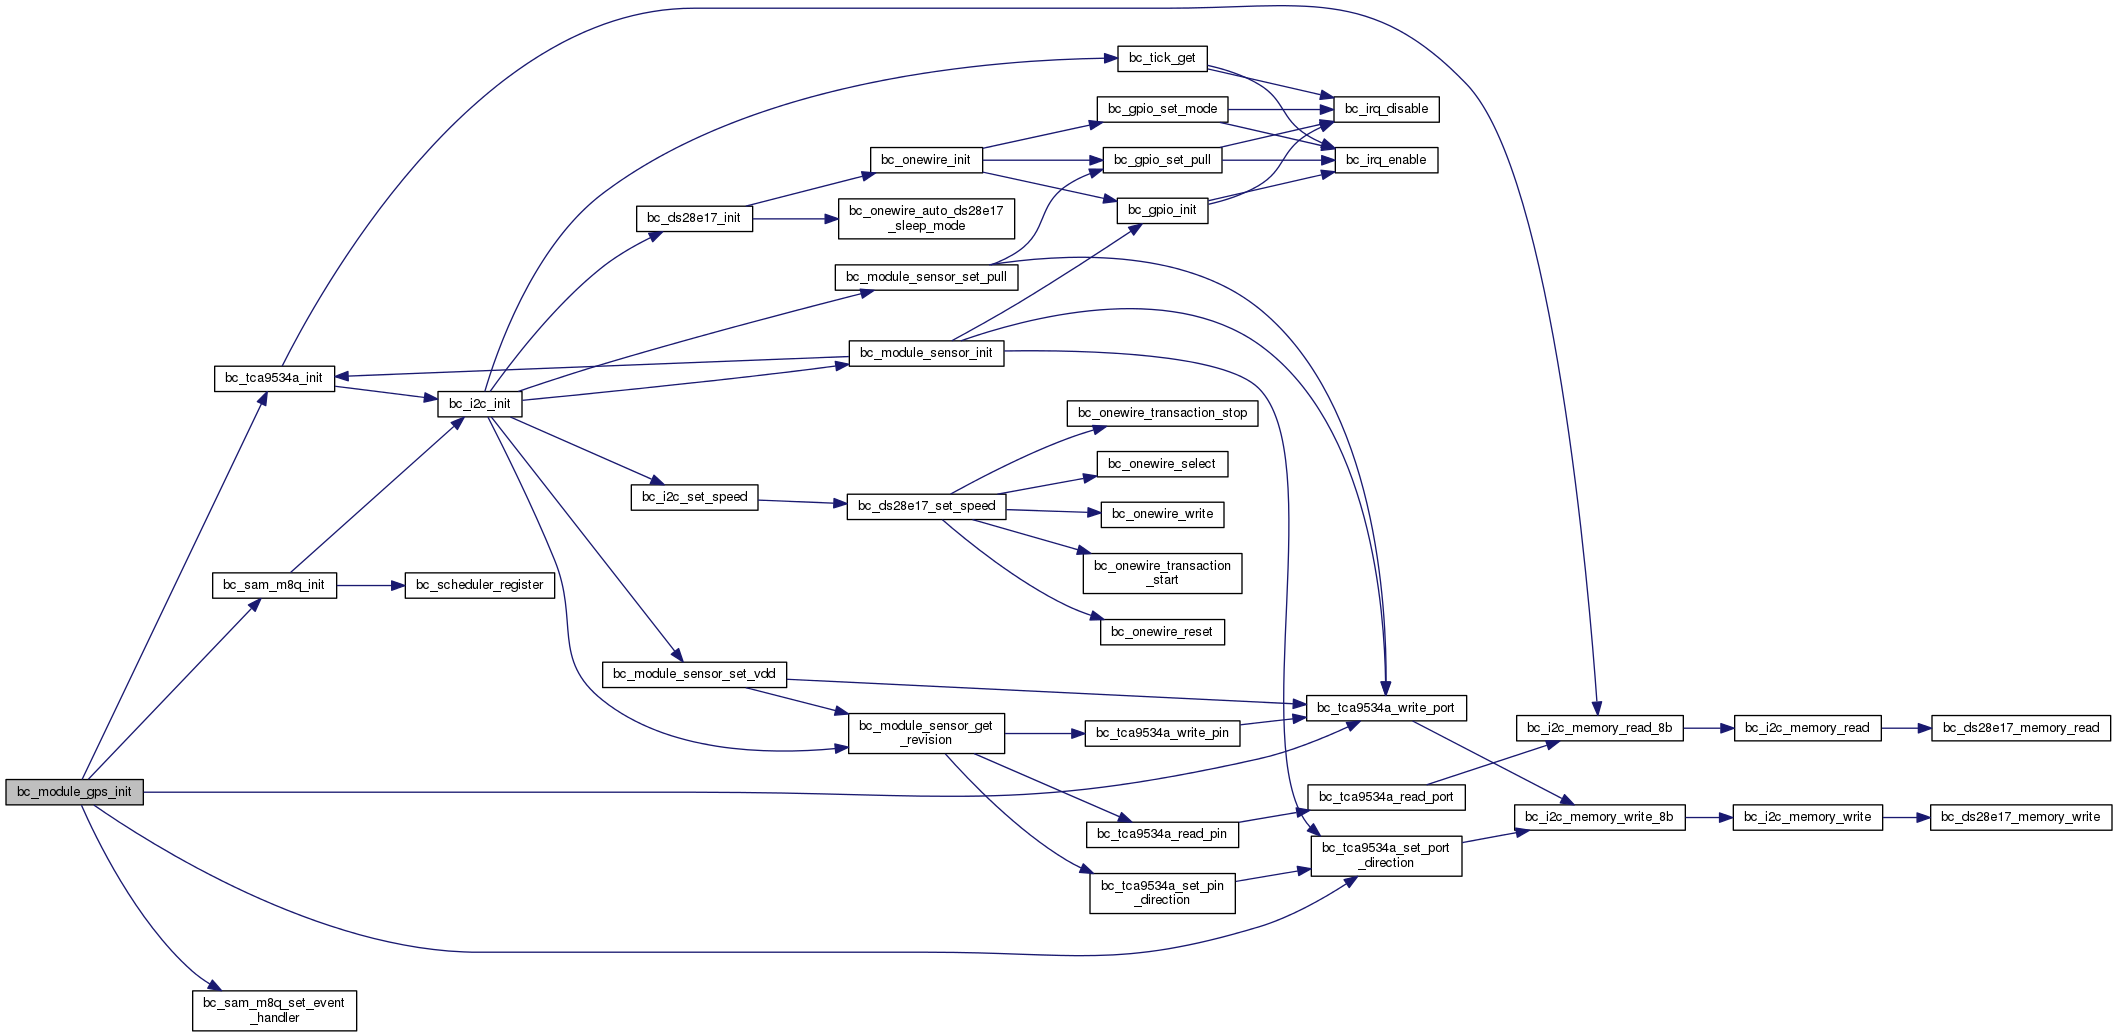 bc_tick_get
bc_gpio_set_mode
bc_irq_disable
bc_onewire_init
bc_gpio_set_pull
bc_irq_enable
bc_ds28e17_init
bc_onewire_auto_ds28e17
_sleep_mode
bc_gpio_init
bc_module_sensor_set_pull
bc_module_sensor_init
bc_tca9534a_init
bc_i2c_init
bc_onewire_transaction_stop
bc_onewire_select
bc_i2c_set_speed
bc_ds28e17_set_speed
bc_onewire_write
bc_onewire_transaction
_start
bc_sam_m8q_init
bc_scheduler_register
bc_onewire_reset
bc_module_sensor_set_vdd
bc_tca9534a_write_port
bc_module_sensor_get
_revision
bc_tca9534a_write_pin
bc_i2c_memory_read_8b
bc_i2c_memory_read
bc_ds28e17_memory_read
bc_module_gps_init
bc_tca9534a_read_port
bc_i2c_memory_write_8b
bc_i2c_memory_write
bc_ds28e17_memory_write
bc_tca9534a_read_pin
bc_tca9534a_set_port
_direction
bc_tca9534a_set_pin
_direction
bc_sam_m8q_set_event
_handler